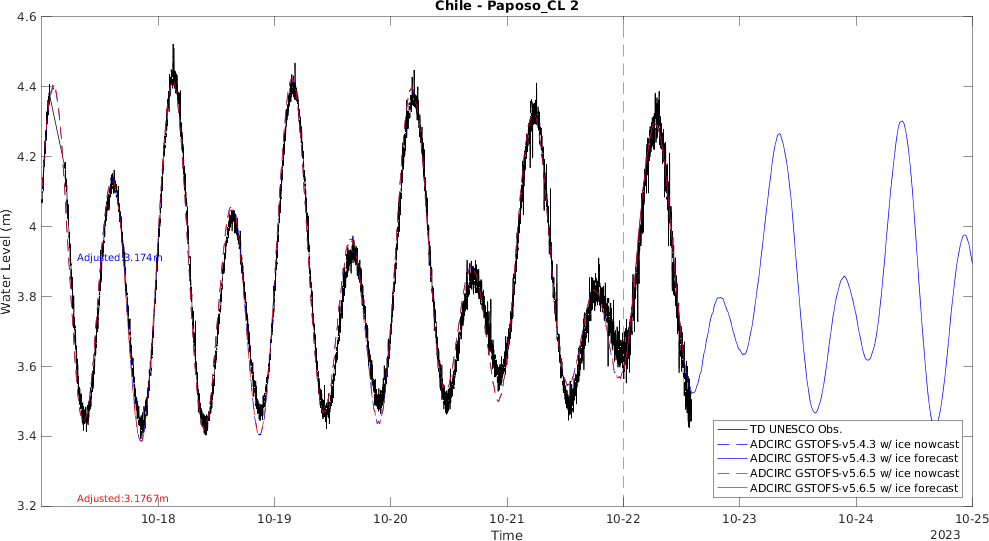 Chile - Paposo_CL 2
4.6
4.4
4.2
4
3.8
3.6
3.4
3.2
Water Level (m)
Adjusted:3.174m
Adjusted:3.1767m
TD UNESCO Obs.
ADCIRC GSTOFS-v5.4.3 w/ ice nowcast
ADCIRC GSTOFS-v5.4.3 w/ ice forecast
ADCIRC GSTOFS-v5.6.5 w/ ice nowcast
ADCIRC GSTOFS-v5.6.5 w/ ice forecast
10-18 10-19 10-20 10-21 10-22 10-23 10-24 10-25
Time
2023